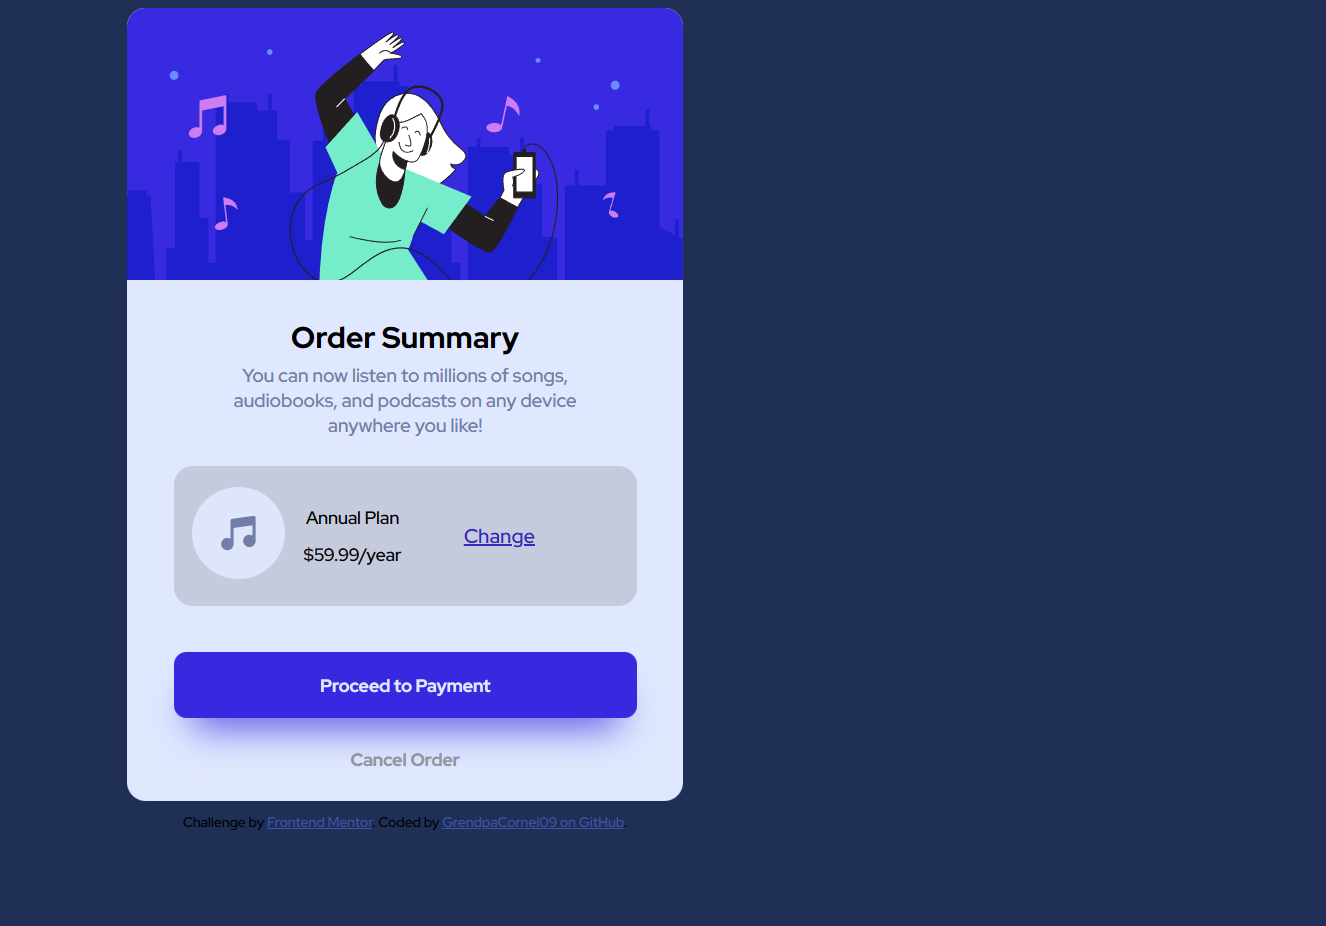 Order Summary
You can now listen to millions of songs,
audiobooks, and podcasts on any device
anywhere you like!
Annual Plan
$59.99/year
Change
Proceed to Payment
Cancel Order
Challenge by Frontend Mentor. Coded by GrendpaCornel09 on GitHub.